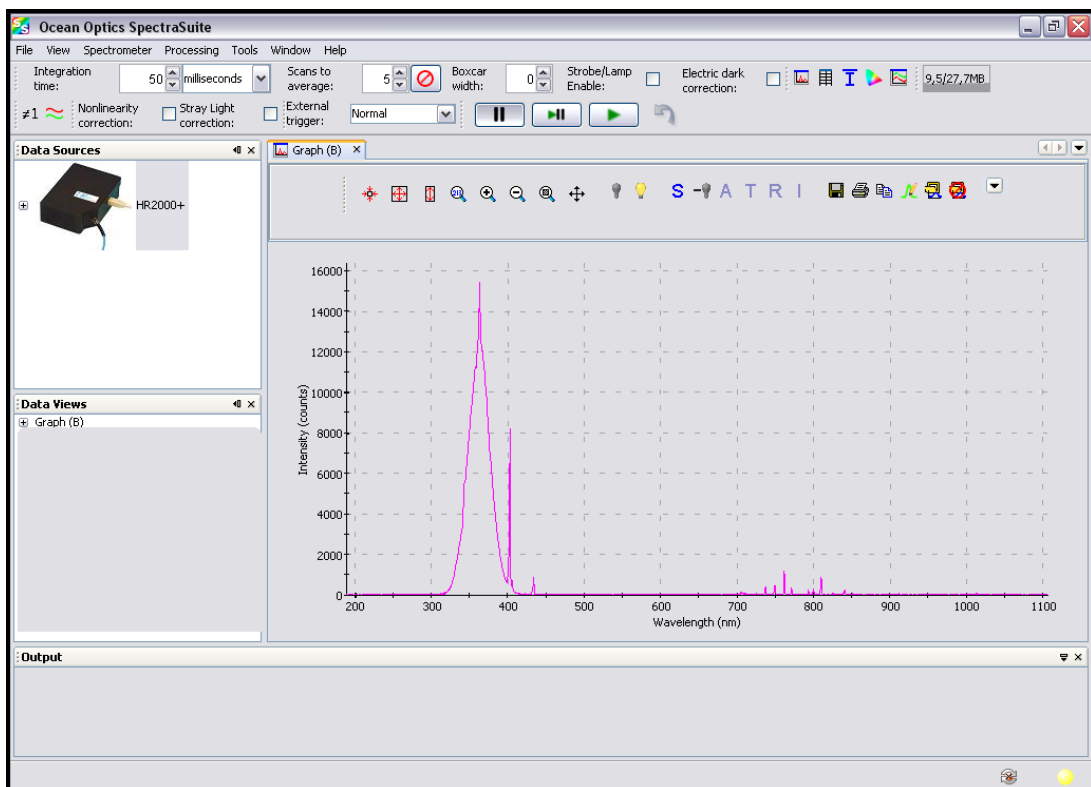 Ocean Optics SpectraSuite
File View Spectrometer Processing Tools Window Help
Integration time: 50 milliseconds Scans to average: 5 Boxcar width: 0 Strobe/Lamp Enable: Electric dark correction: 9,5/27,7MB
≠1 Nonlinearity correction: Stray Light correction: External trigger: Normal
Data Sources
HR2000+
Data Views
Graph (B)
Graph (B)
S A T R I
16000
14000
12000
10000
8000
6000
4000
2000
0
Intensity (counts)
200 300 400 500 600 700 800 900 1000 1100
Wavelength (nm)
Output